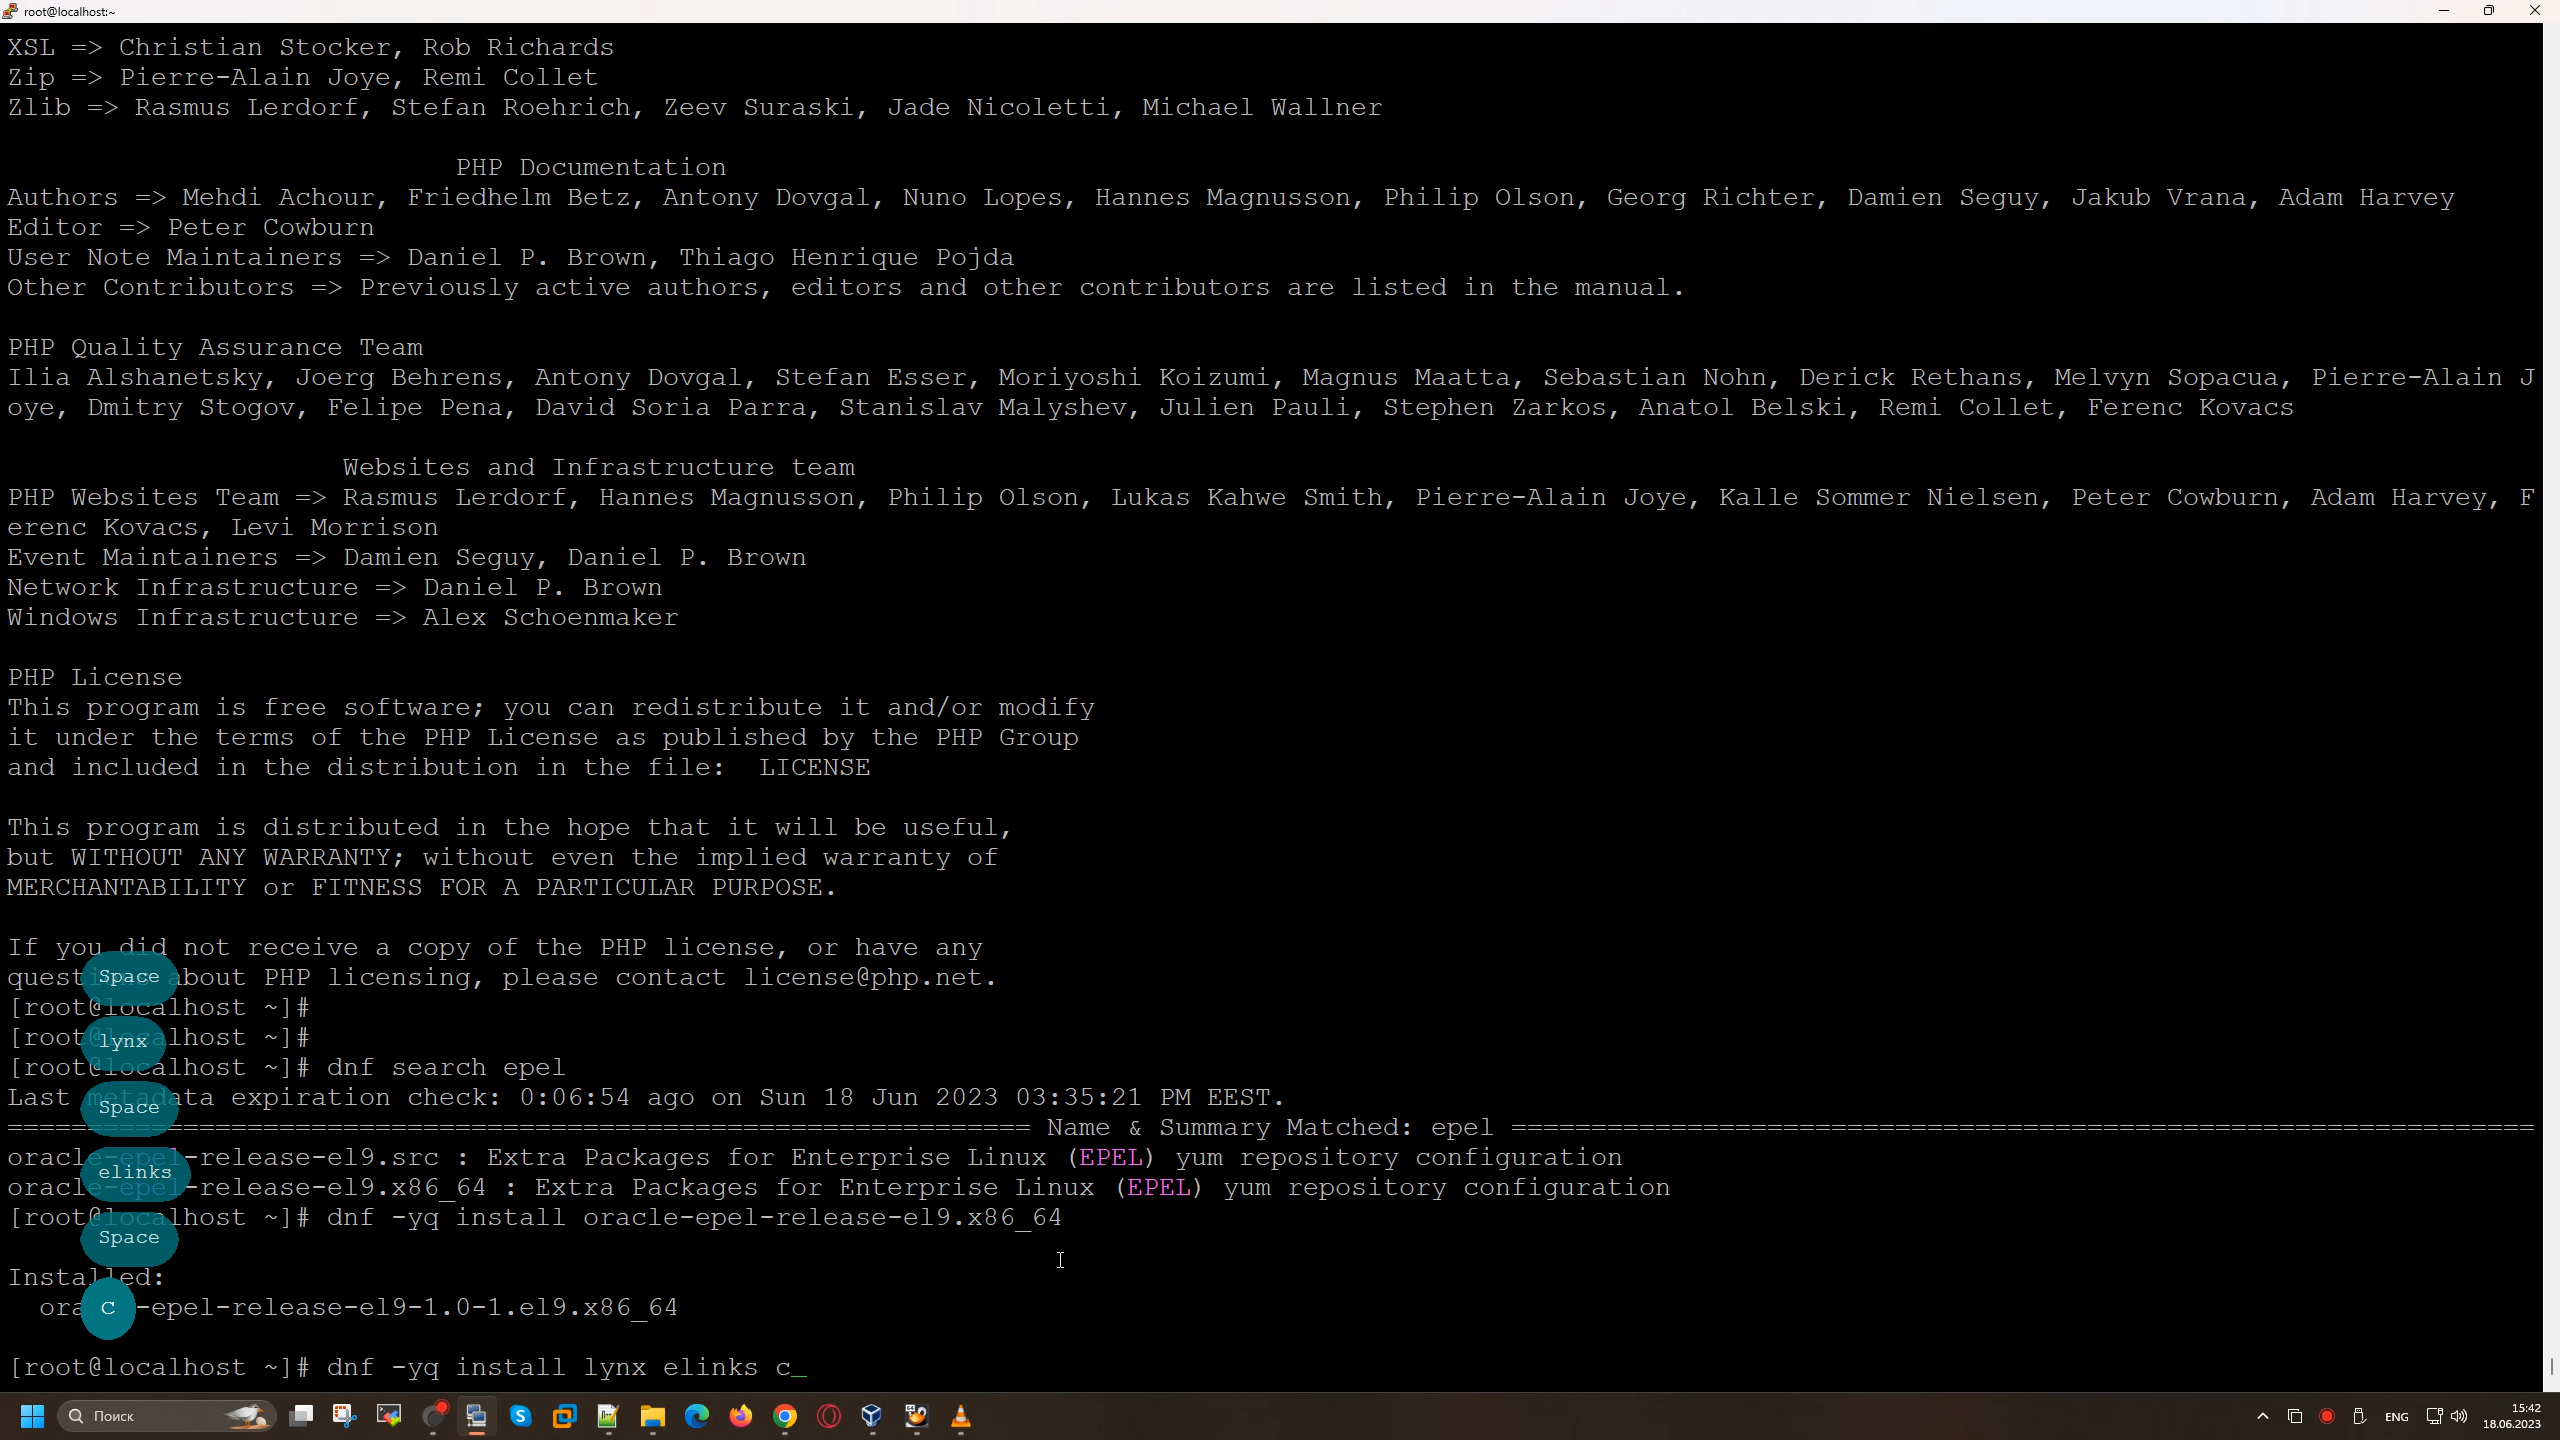 root@localhost:~
XSL => Christian Stocker, Rob Richards
Zip => Pierre-Alain Joye, Remi Collet
Zlib => Rasmus Lerdorf, Stefan Roehrich, Zeev Suraski, Jade Nicoletti, Michael Wallner
PHP Documentation
Authors => Mehdi Achour, Friedhelm Betz, Antony Dovgal, Nuno Lopes, Hannes Magnusson, Philip Olson, Georg Richter, Damien Seguy, Jakub Vrana, Adam Harvey
Editor => Peter Cowburn
User Note Maintainers => Daniel P. Brown, Thiago Henrique Pojda
Other Contributors => Previously active authors, editors and other contributors are listed in the manual.
PHP Quality Assurance Team
Ilia Alshanetsky, Joerg Behrens, Antony Dovgal, Stefan Esser, Moriyoshi Koizumi, Magnus Maatta, Sebastian Nohn, Derick Rethans, Melvyn Sopacua, Pierre-Alain J
oye, Dmitry Stogov, Felipe Pena, David Soria Parra, Stanislav Malyshev, Julien Pauli, Stephen Zarkos, Anatol Belski, Remi Collet, Ferenc Kovacs
Websites and Infrastructure team
PHP Websites Team => Rasmus Lerdorf, Hannes Magnusson, Philip Olson, Lukas Kahwe Smith, Pierre-Alain Joye, Kalle Sommer Nielsen, Peter Cowburn, Adam Harvey, F
erenc Kovacs, Levi Morrison
Event Maintainers => Damien Seguy, Daniel P. Brown
Network Infrastructure => Daniel P. Brown
Windows Infrastructure => Alex Schoenmaker
PHP License
This program is free software; you can redistribute it and/or modify
it under the terms of the PHP License as published by the PHP Group
and included in the distribution in the file:  LICENSE
This program is distributed in the hope that it will be useful,
but WITHOUT ANY WARRANTY; without even the implied warranty of
MERCHANTABILITY or FITNESS FOR A PARTICULAR PURPOSE.
If you did not receive a copy of the PHP license, or have any
questions about PHP licensing, please contact license@php.net.
Space
[root@localhost ~]#
[root@localhost ~]#
lynx
[root@localhost ~]# dnf search epel
Last metadata expiration check: 0:06:54 ago on Sun 18 Jun 2023 03:35:21 PM EEST.
Space
================================================================ Name & Summary Matched: epel ================================================================
oracle-epel-release-el9.src : Extra Packages for Enterprise Linux (EPEL) yum repository configuration
elinks
oracle-epel-release-el9.x86_64 : Extra Packages for Enterprise Linux (EPEL) yum repository configuration
[root@localhost ~]# dnf -yq install oracle-epel-release-el9.x86_64
Space
Installed:
oracle-epel-release-el9-1.0-1.el9.x86_64
C
[root@localhost ~]# dnf -yq install lynx elinks c_
Поиск
ENG
15:42
18.06.2023